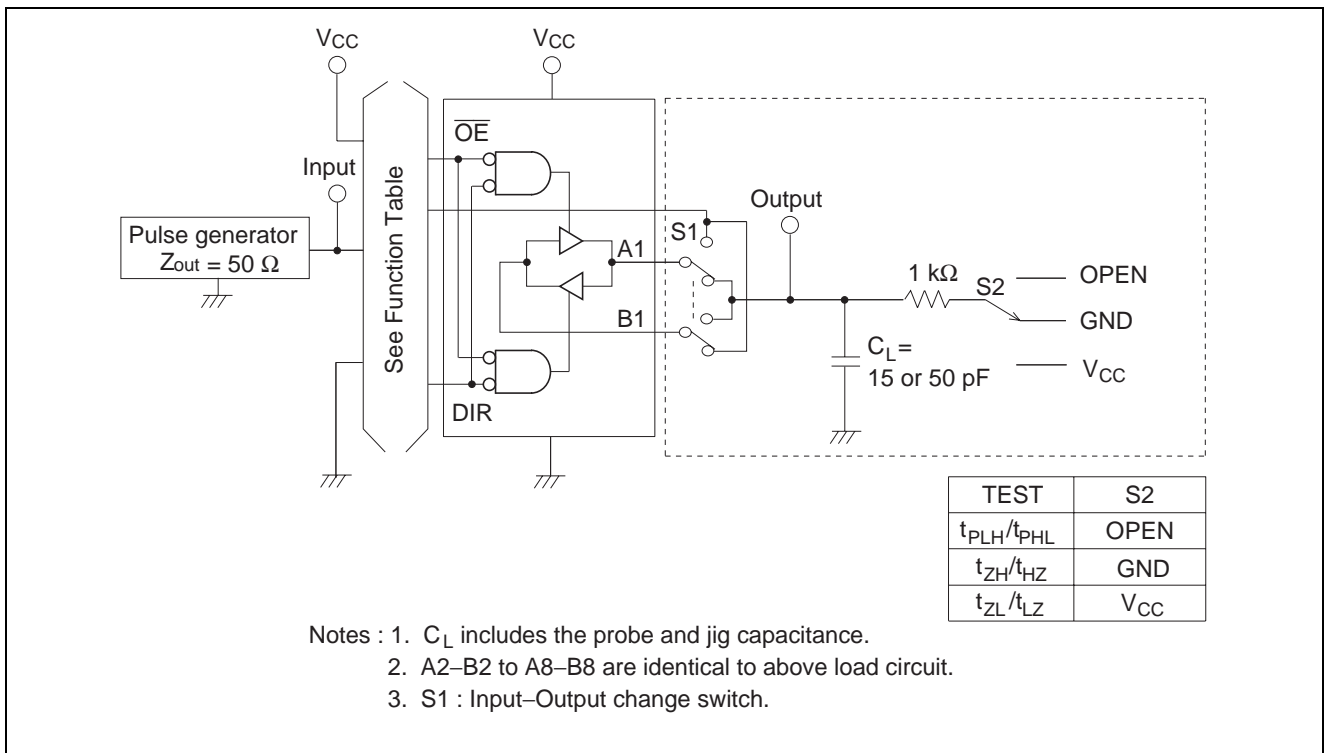 VCC
VCC
OE
Input
See Function Table
Output
S1
A1
Pulse generator
Zout = 50 Ω
1 kΩ
S2
OPEN
GND
VCC
B1
CL=
15 or 50 pF
DIR
TEST S2
tPLH/tPHL OPEN
tZH/tHZ GND
tZL/tLZ VCC
Notes : 1. CL includes the probe and jig capacitance.
2. A2–B2 to A8–B8 are identical to above load circuit.
3. S1 : Input–Output change switch.